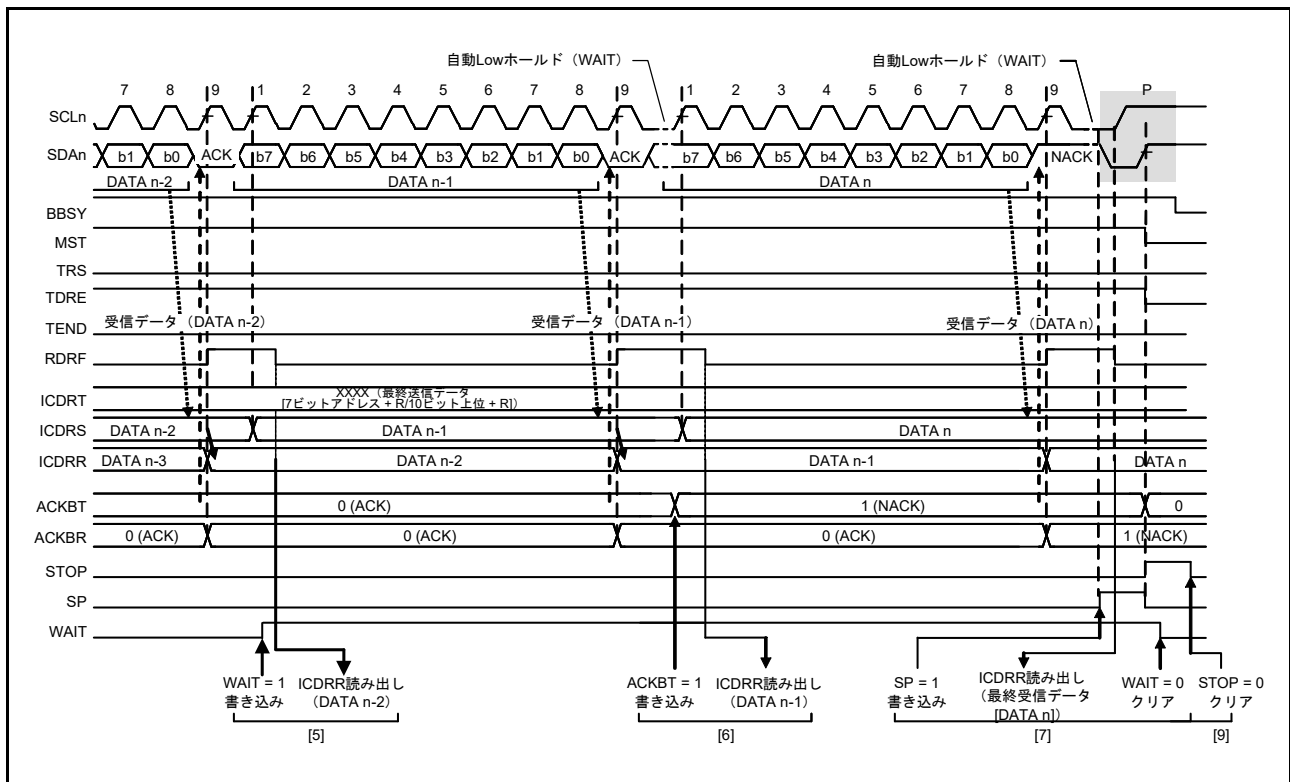 自動Lowホールド（WAIT）
自動Lowホールド（WAIT）
7 8 9 1 2 3 4 5 6 7 8 9 1 2 3 4 5 6 7 8 9 P
SCLn
SDAn b1 b0 ACK b7 b6 b5 b4 b3 b2 b1 b0 ACK b7 b6 b5 b4 b3 b2 b1 b0 NACK
DATA n-2 DATA n-1 DATA n
BBSY
MST
TRS
TDRE
TEND
受信データ（DATA n-2） 受信データ（DATA n-1） 受信データ（DATA n）
RDRF
ICDRT
XXXX（最終送信データ
[7ビットアドレス + R/10ビット上位 + R]）
ICDRS DATA n-2 DATA n-1 DATA n
ICDRR DATA n-3 DATA n-2 DATA n-1 DATA n
ACKBT 0 (ACK) 1 (NACK) 0
ACKBR 0 (ACK) 0 (ACK) 0 (ACK) 1 (NACK)
STOP
SP
WAIT
WAIT = 1
書き込み
ICDRR読み出し
(DATA n-2)
[5]
ACKBT = 1
書き込み
ICDRR読み出し
(DATA n-1)
[6]
SP = 1
書き込み
ICDRR読み出し
（最終受信データ
[DATA n]）
WAIT = 0
クリア
[7]
STOP = 0
クリア
[9]